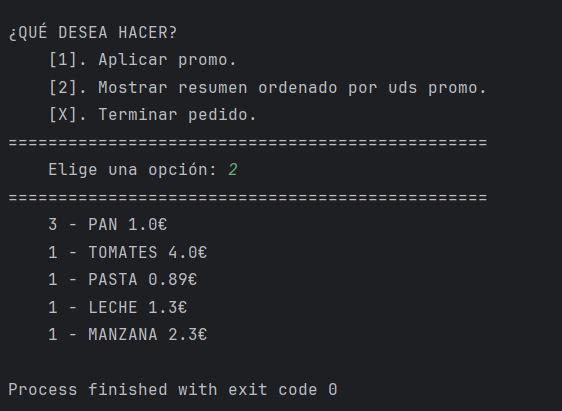 ¿QUÉ DESEA HACER?
[1]. Aplicar promo.
[2]. Mostrar resumen ordenado por uds promo.
[X]. Terminar pedido.
================================================
Elige una opción: 2
================================================
3 - PAN 1.0€
1 - TOMATES 4.0€
1 - PASTA 0.89€
1 - LECHE 1.3€
1 - MANZANA 2.3€
Process finished with exit code 0